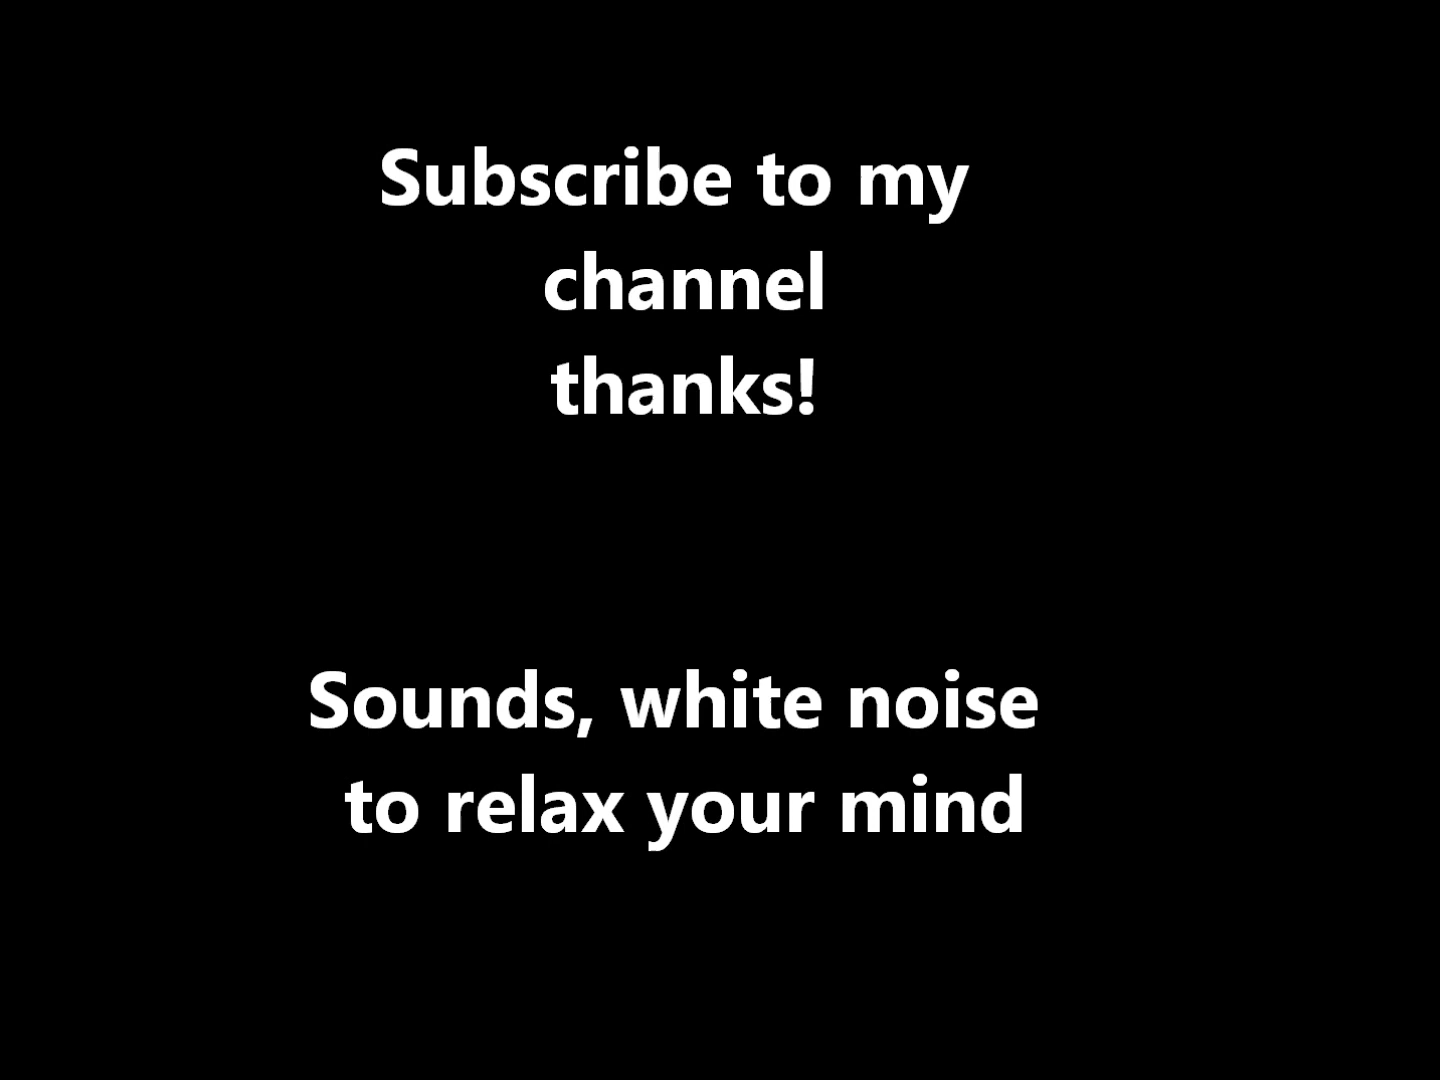 Subscribe to my
channel
thanks!
Sounds, white noise
to relax your mind